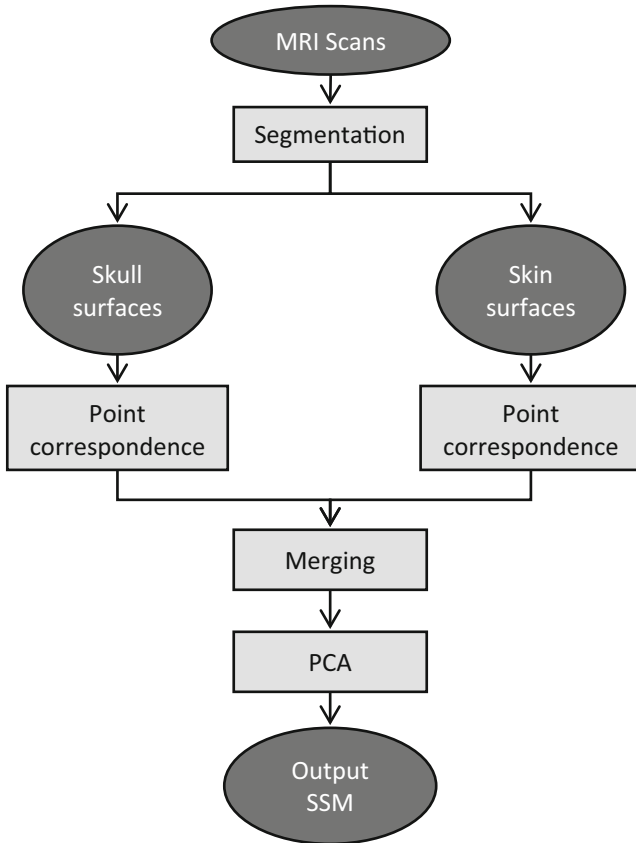 MRI Scans
Segmentation
Skull
surfaces
Skin
surfaces
Point
correspondence
Point
correspondence
Merging
PCA
Output
SSM